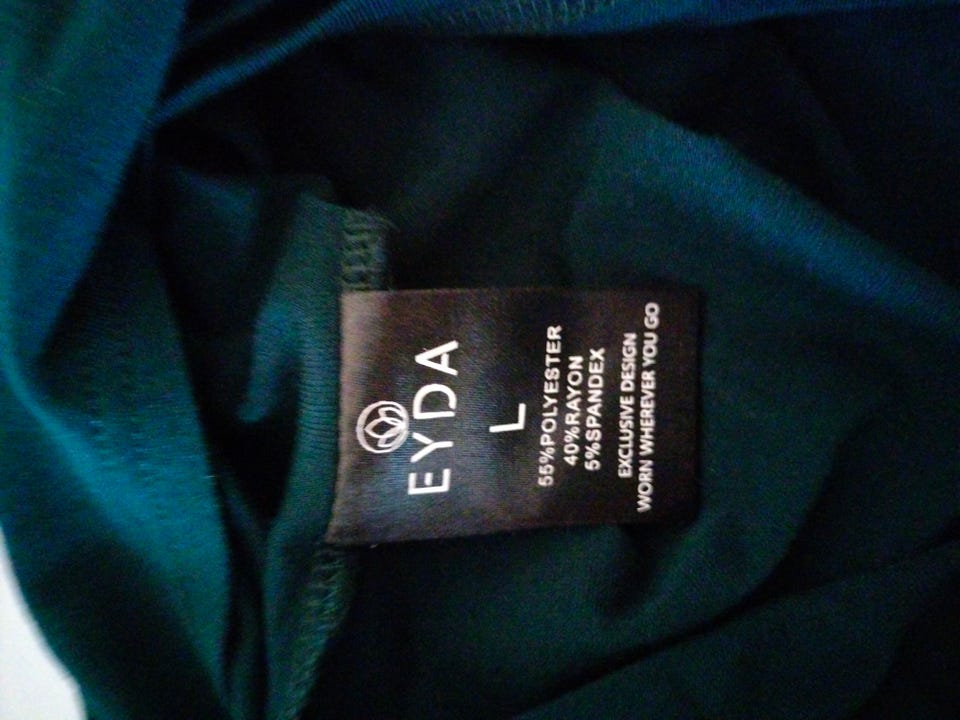 EYDA
L
55%POLYESTER
40%RAYON
5%SPANDEX
EXCLUSIVE DESIGN
WORN WHEREVER YOU GO